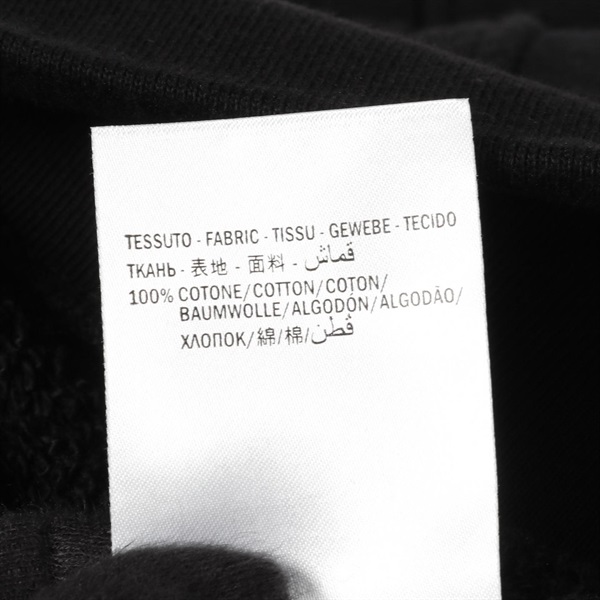 TESSUTO - FABRIC - TISSU - GEWEBE - TECIDO
ТКАНЬ - 表地 - 面料 - قماش
100% COTONE/COTTON/COTON/
BAUMWOLLE/ALGODÓN/ALGODÃO/
ХЛОПОК/綿/棉/قطن